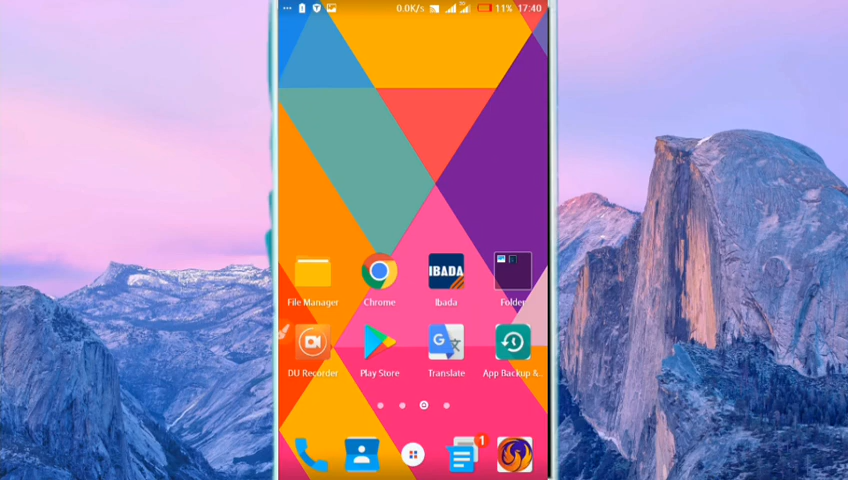 0.0K/s 3G 11% 17:40
IBADA
File Manager Chrome Ibada Folder
DU Recorder Play Store Translate App Backup &..
1